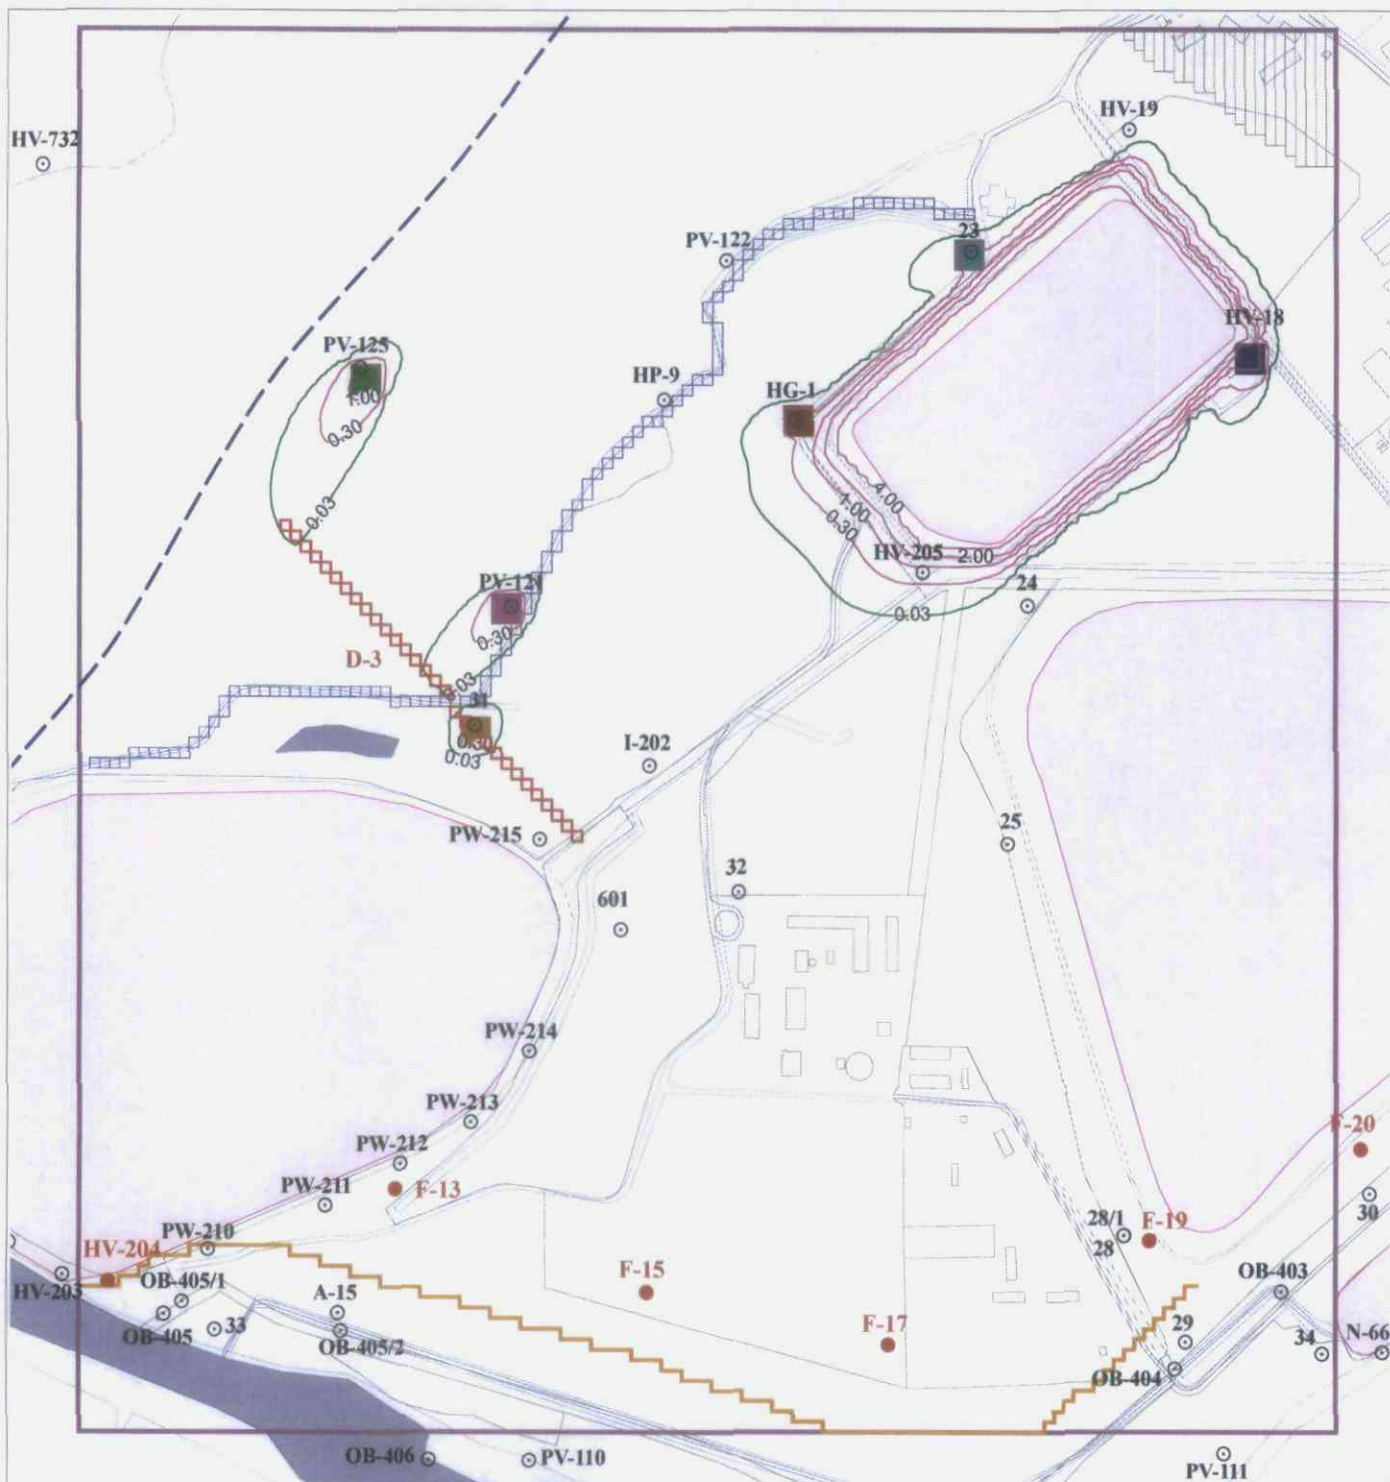 HV-19
HV-732
23
PV-122
HV-18
PV-125
HP-9
HG-1
1.00
0.30
4.00
1.00
0.30
0.03
HV-205
2.00
24
PV-121
0.03
0.30
D-3
0.03
31
0.30
0.03
I-202
PW-215
25
32
601
PW-214
PW-213
F-20
PW-212
F-13
PW-211
30
28/1
F-19
PW-210
28
HV-204
OB-403
F-15
OB-405/1
HV-203
A-15
33
29
F-17
N-66
OB-405
34
OB-405/2
OB-404
OB-406
PV-110
PV-111